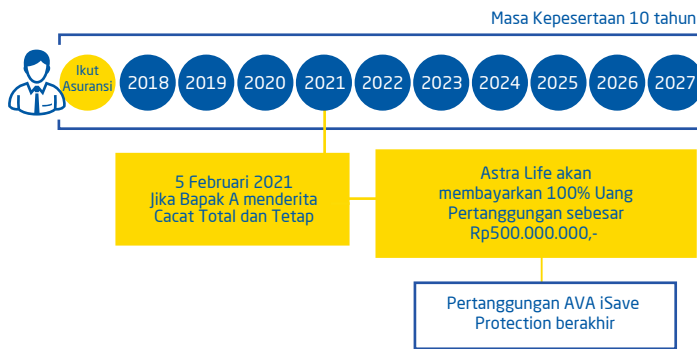 Masa Kepesertaan 10 tahun
Ikut
Asuransi
2018
2019
2020
2021
2022
2023
2024
2025
2026
2027
5 Februari 2021
Jika Bapak A menderita
Cacat Total dan Tetap
Astra Life akan
membayarkan 100% Uang
Pertanggungan sebesar
Rp500.000.000,-
Pertanggungan AVA iSave
Protection berakhir